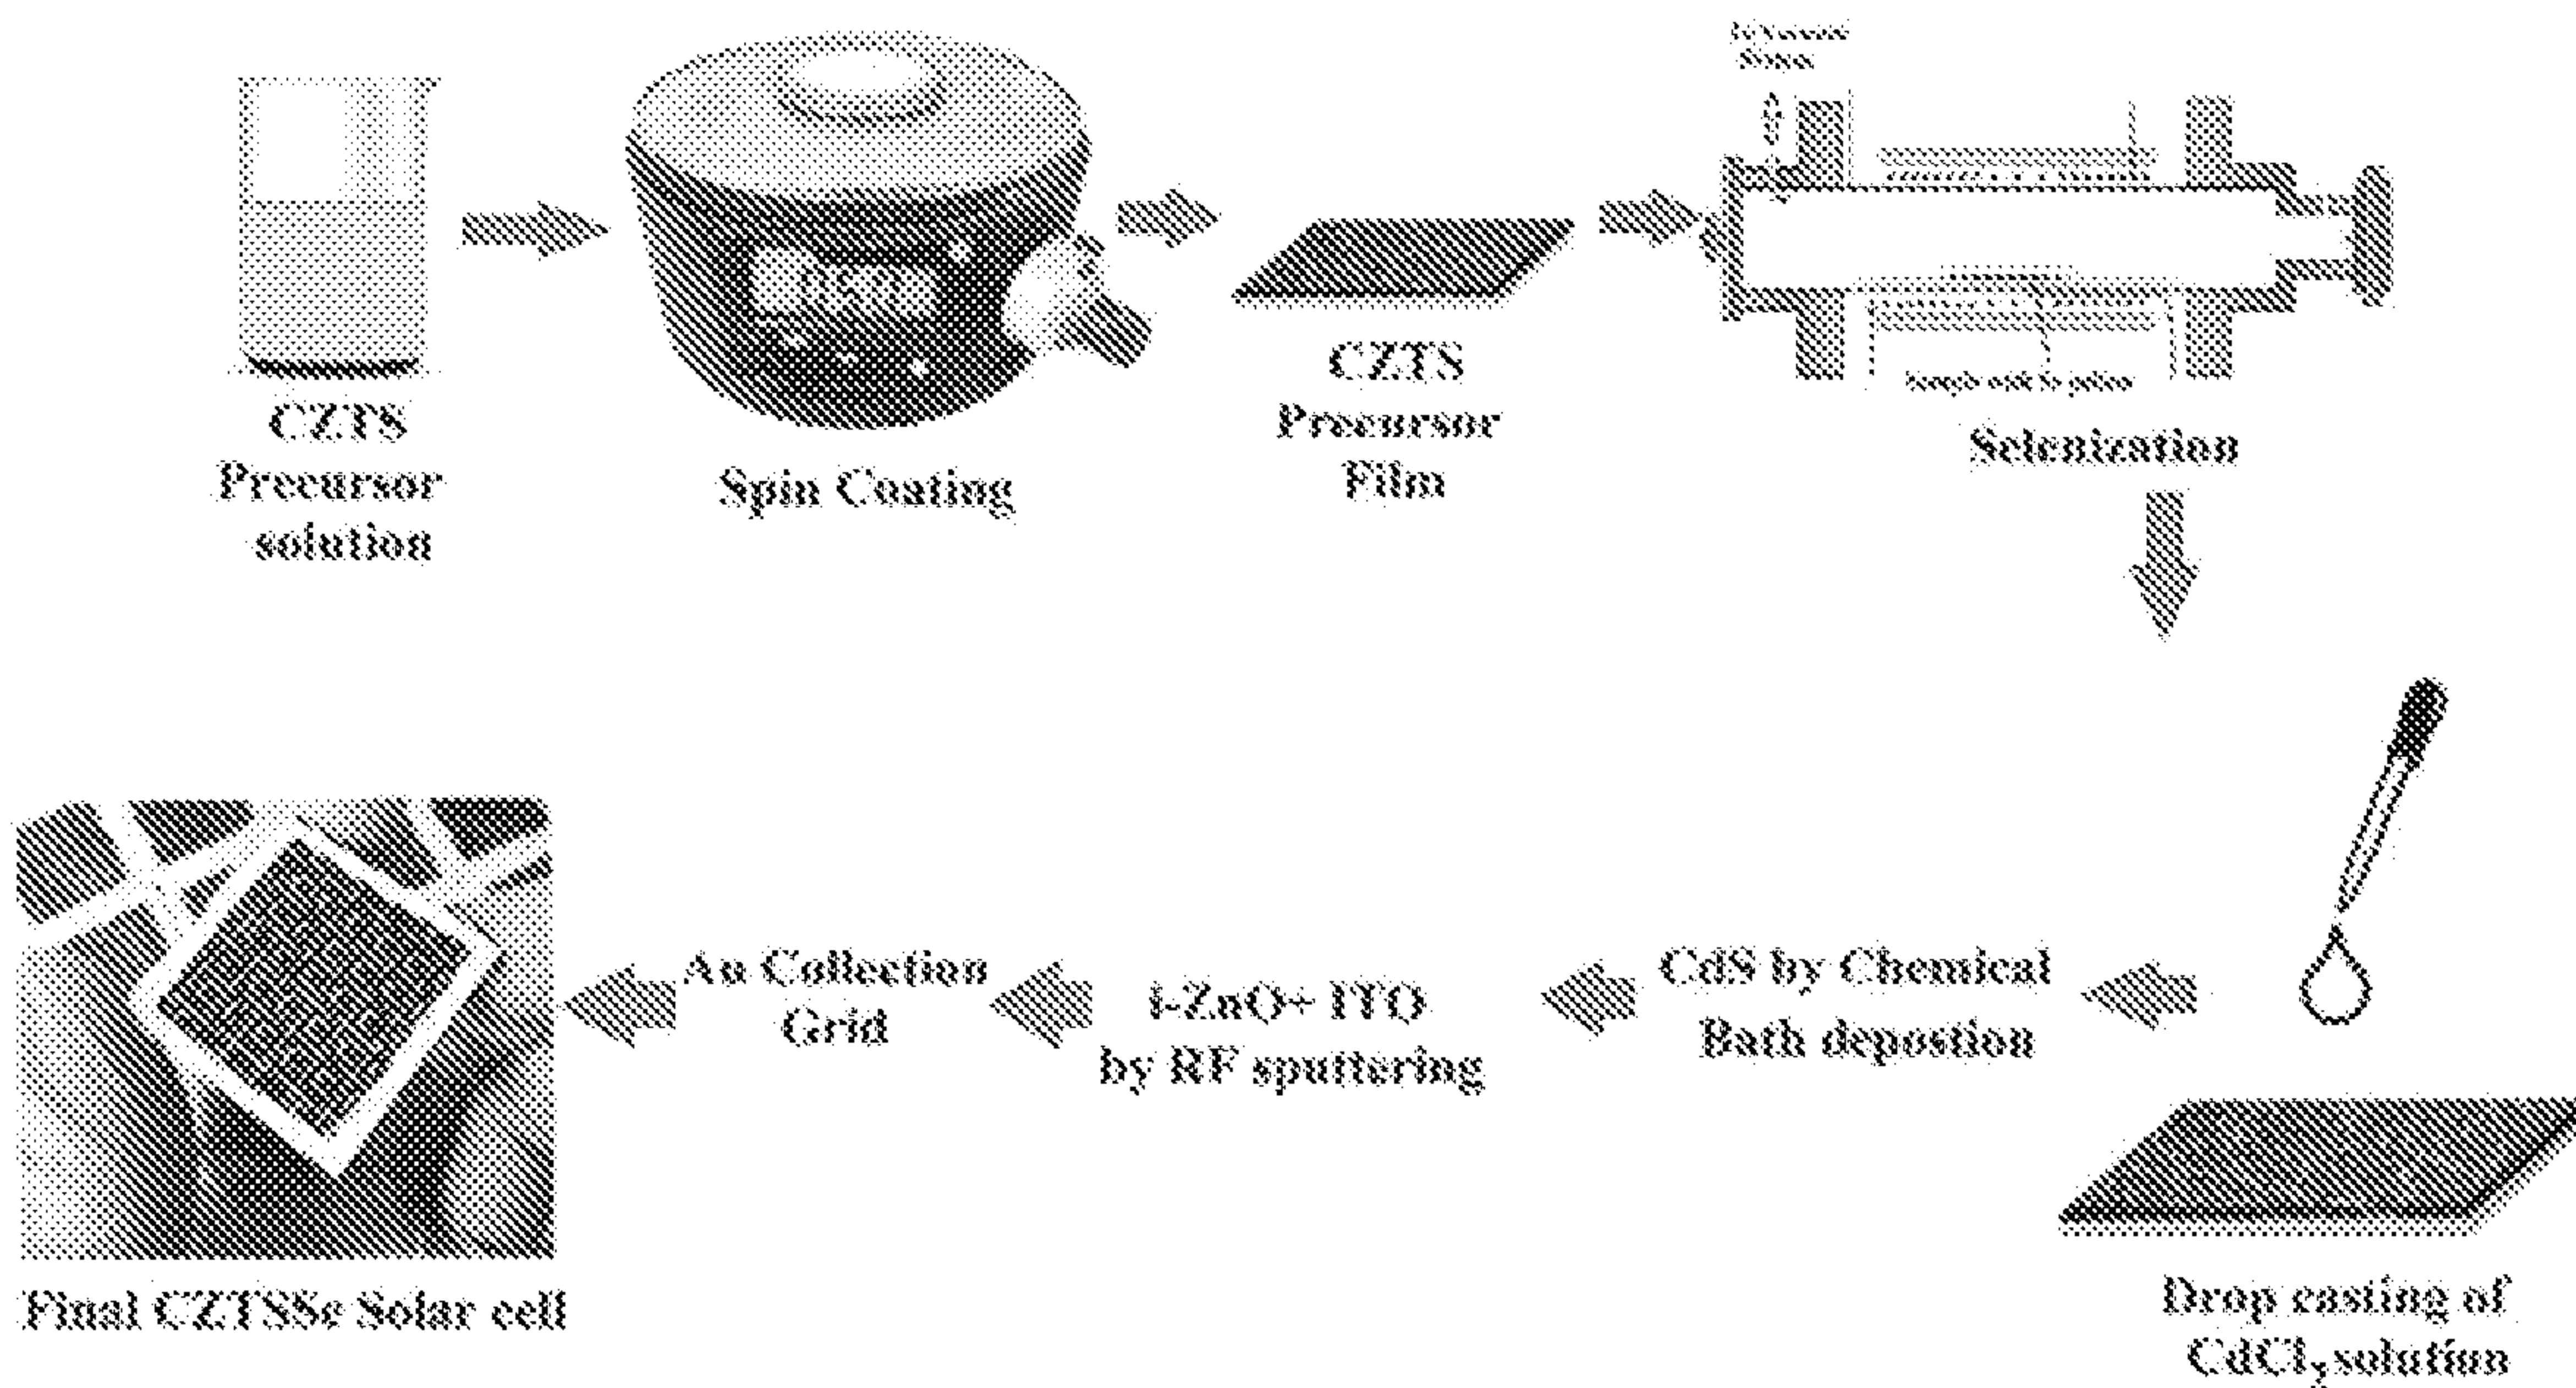 CZTS
Precursor
solution
Spin Coating
CZTS
Precursor
Film
Selenization
Drop casting of
CdCl₂ solution
CdS by Chemical
Bath depostion
i-ZnO+ ITO
by RF sputtering
Au Collection
Grid
Final CZTSSe Solar cell